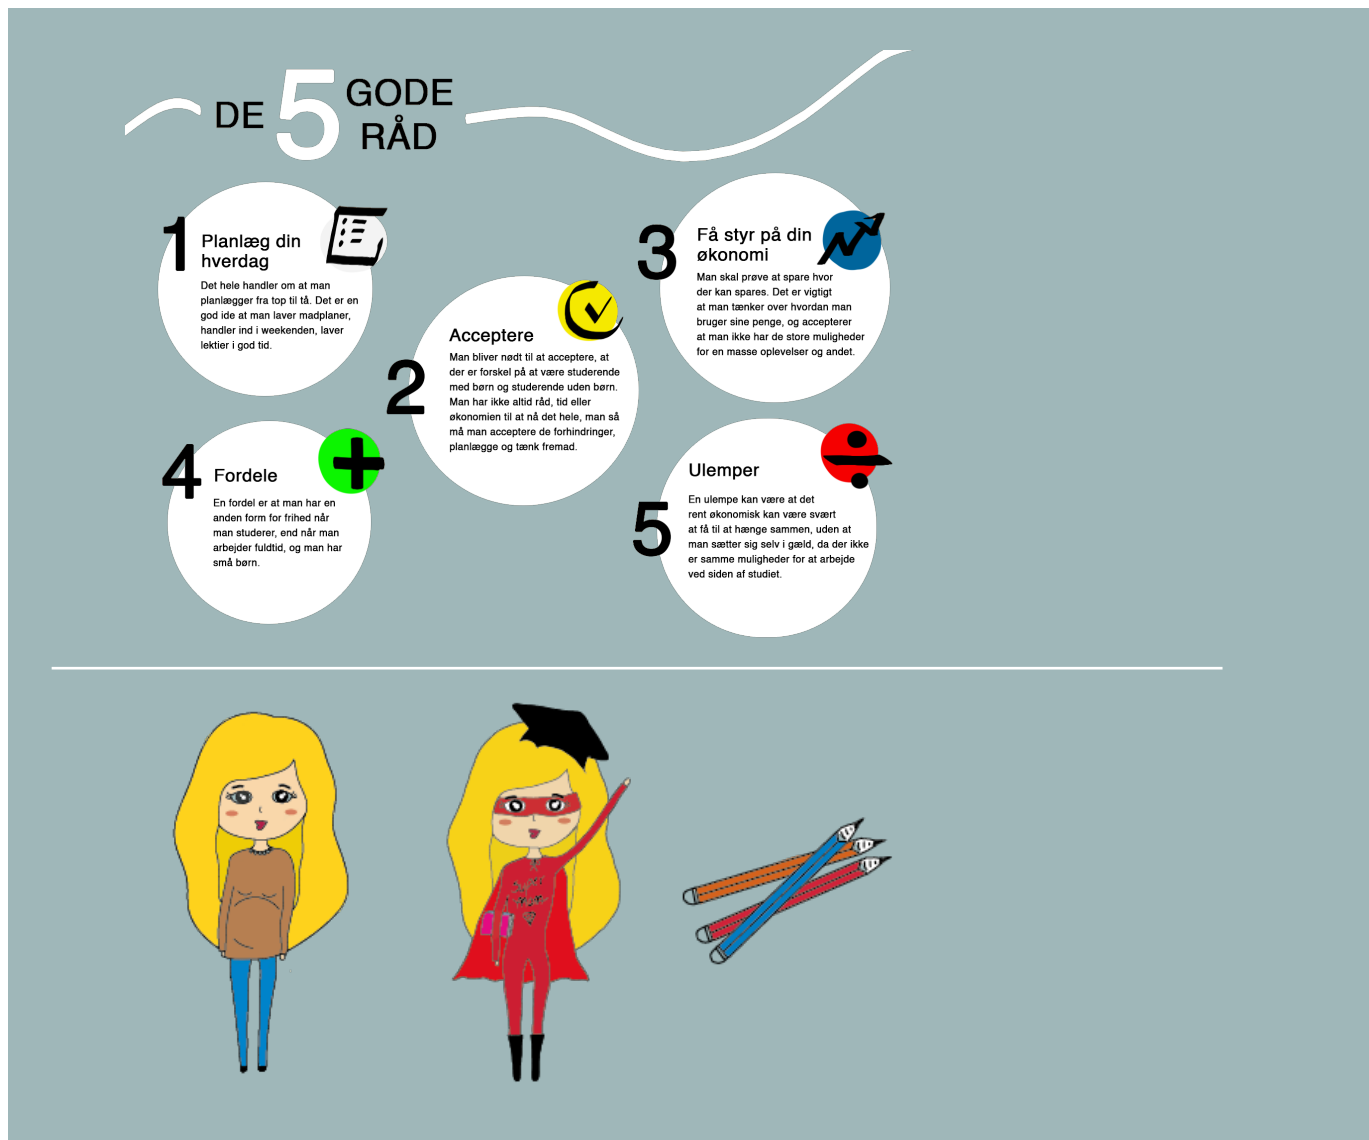 DE 5 GODE
RÅD
1
Planlæg din
hverdag
Det hele handler om at man
planlægger fra top til tå. Det er en
god ide at man laver madplaner,
handler ind i weekenden, laver
lektier i god tid.
2
Acceptere
Man bliver nødt til at acceptere, at
der er forskel på at være studerende
med børn og studerende uden børn.
Man har ikke altid råd, tid eller
økonomien til at nå det hele, man så
må man acceptere de forhindringer,
planlægge og tænk fremad.
3
Få styr på din
økonomi
Man skal prøve at spare hvor
der kan spares. Det er vigtigt
at man tænker over hvordan man
bruger sine penge, og accepterer
at man ikke har de store muligheder
for en masse oplevelser og andet.
4
Fordele
En fordel er at man har en
anden form for frihed når
man studerer, end når man
arbejder fuldtid, og man har
små børn.
5
Ulemper
En ulempe kan være at det
rent økonomisk kan være svært
at få til at hænge sammen, uden at
man sætter sig selv i gæld, da der ikke
er samme muligheder for at arbejde
ved siden af studiet.